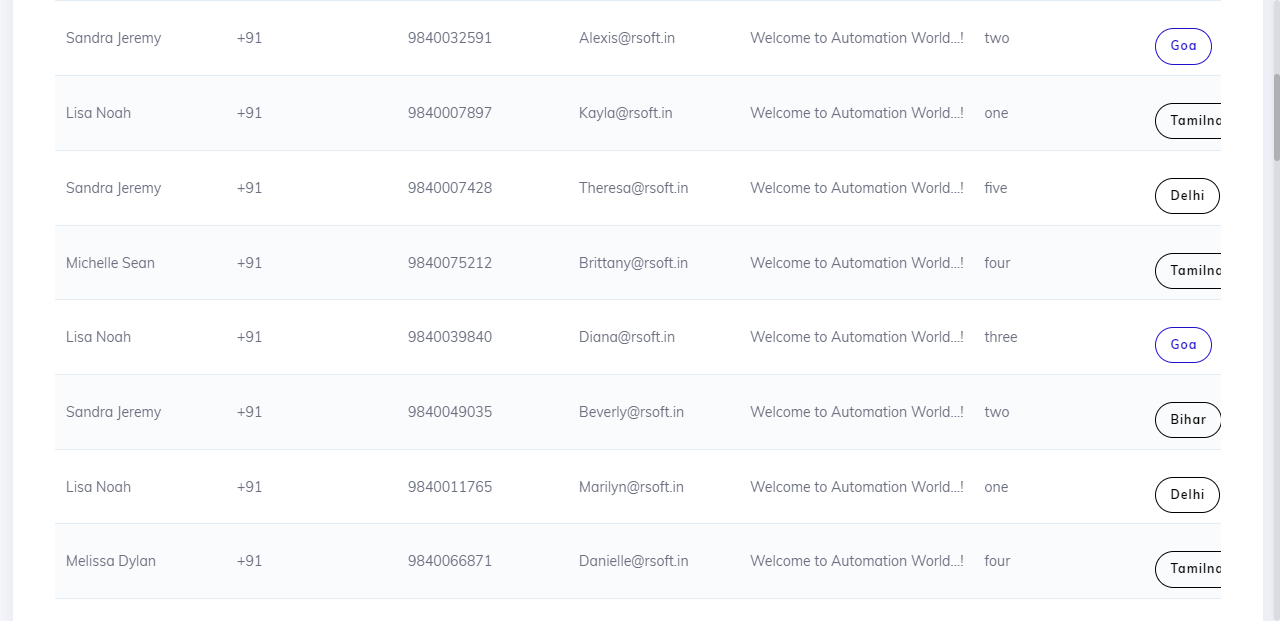 Sandra Jeremy +91 9840032591 Alexis@rsoft.in Welcome to Automation World...! two Goa
Lisa Noah +91 9840007897 Kayla@rsoft.in Welcome to Automation World...! one
Sandra Jeremy +91 9840007428 Theresa@rsoft.in Welcome to Automation World...! five Delhi
Michelle Sean +91 9840075212 Brittany@rsoft.in Welcome to Automation World...! four
Lisa Noah +91 9840039840 Diana@rsoft.in Welcome to Automation World...! three Goa
Sandra Jeremy +91 9840049035 Beverly@rsoft.in Welcome to Automation World...! two Bihar
Lisa Noah +91 9840011765 Marilyn@rsoft.in Welcome to Automation World...! one Delhi
Melissa Dylan +91 9840066871 Danielle@rsoft.in Welcome to Automation World...! four